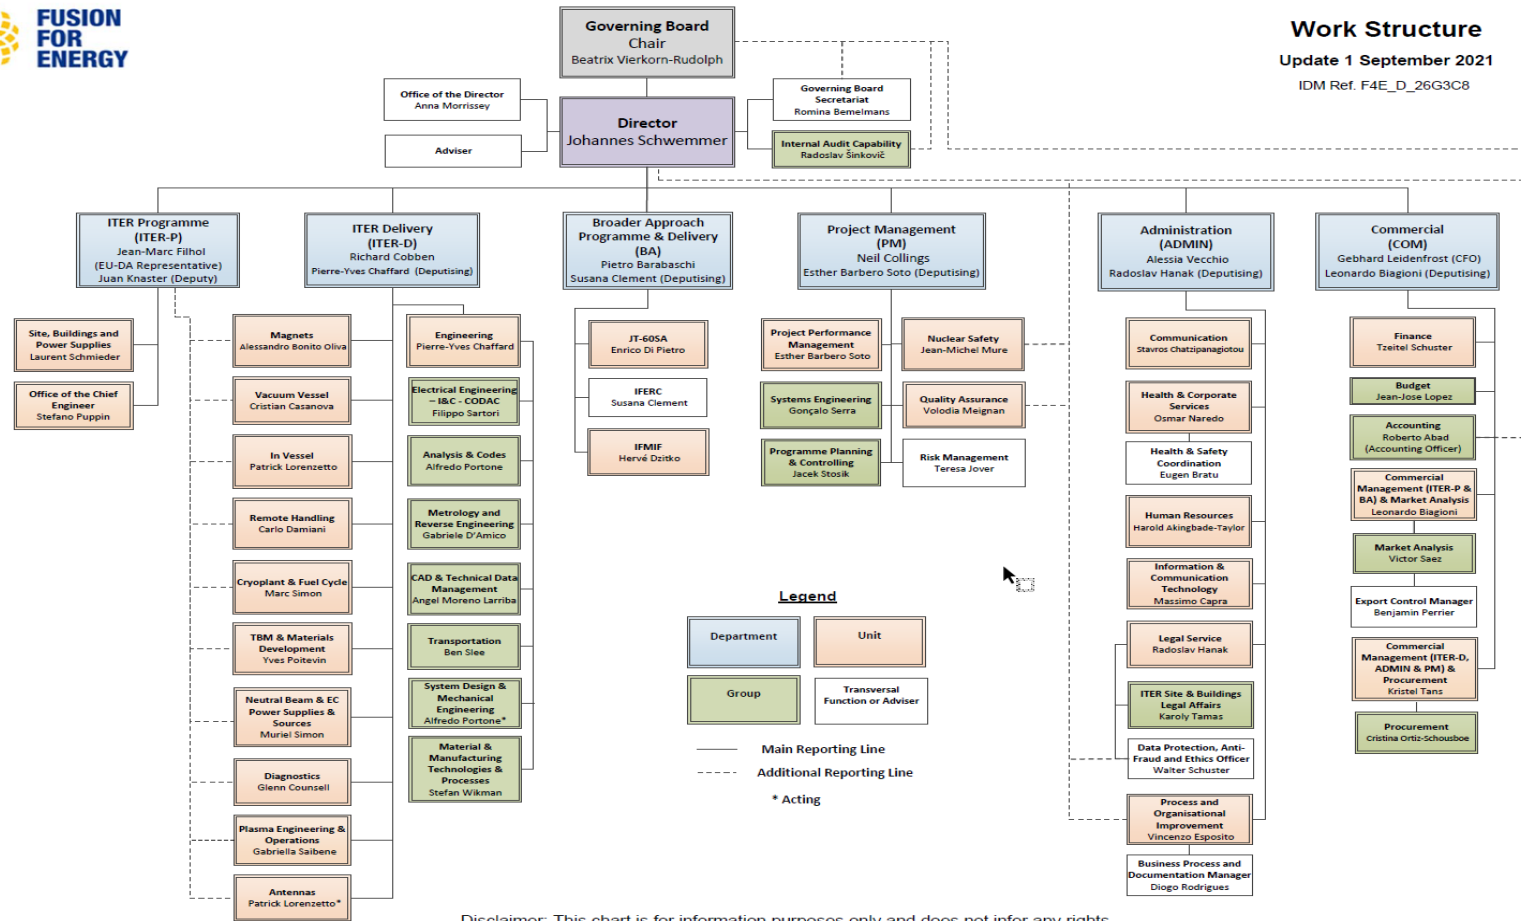 FUSION
FOR
ENERGY
Work Structure
Update 1 September 2021
IDM Ref. F4E_D_26G3C8
Governing Board
Chair
Beatrix Vierkorn-Rudolph
Office of the Director
Anna Morrissey
Adviser
Director
Johannes Schwemmer
Governing Board
Secretariat
Romina Bemelmans
Internal Audit Capability
Radoslav Šinkovič
ITER Programme
(ITER-P)
Jean-Marc Filhol
(EU-DA Representative)
Juan Knaster (Deputy)
ITER Delivery
(ITER-D)
Richard Cobben
Pierre-Yves Chaffard (Deputising)
Broader Approach
Programme & Delivery
(BA)
Pietro Barabaschi
Susana Clement (Deputising)
Project Management
(PM)
Neil Collings
Esther Barbero Soto (Deputising)
Administration
(ADMIN)
Alessia Vecchio
Radoslav Hanak (Deputising)
Commercial
(COM)
Gebhard Leidenfrost (CFO)
Leonardo Biagioni (Deputising)
Site, Buildings and
Power Supplies
Laurent Schmieder
Office of the Chief
Engineer
Stefano Puppin
Magnets
Alessandro Bonito Oliva
Vacuum Vessel
Cristian Casanova
In Vessel
Patrick Lorenzetto
Remote Handling
Carlo Damiani
Cryoplant & Fuel Cycle
Marc Simon
TBM & Materials
Development
Yves Poitevin
Neutral Beam & EC
Power Supplies &
Sources
Muriel Simon
Diagnostics
Glenn Counsell
Plasma Engineering &
Operations
Gabriella Saibene
Antennas
Patrick Lorenzetto*
Engineering
Pierre-Yves Chaffard
Electrical Engineering
– I&C - CODAC
Filippo Sartori
Analysis & Codes
Alfredo Portone
Metrology and
Reverse Engineering
Gabriele D'Amico
CAD & Technical Data
Management
Angel Moreno Larriba
Transportation
Ben Slee
System Design &
Mechanical
Engineering
Alfredo Portone*
Material &
Manufacturing
Technologies &
Processes
Stefan Wikman
JT-60SA
Enrico Di Pietro
IFERC
Susana Clement
IFMIF
Hervé Dzitko
Project Performance
Management
Esther Barbero Soto
Systems Engineering
Gonçalo Serra
Programme Planning
& Controlling
Jacek Stosik
Nuclear Safety
Jean-Michel Mure
Quality Assurance
Volodia Meignan
Risk Management
Teresa Jover
Communication
Stavros Chatzipanagiotou
Health & Corporate
Services
Osmar Naredo
Health & Safety
Coordination
Eugen Bratu
Human Resources
Harold Akingbade-Taylor
Information &
Communication
Technology
Massimo Capra
Legal Service
Radoslav Hanak
ITER Site & Buildings
Legal Affairs
Karoly Tamas
Data Protection, Anti-
Fraud and Ethics Officer
Walter Schuster
Process and
Organisational
Improvement
Vincenzo Esposito
Business Process and
Documentation Manager
Diogo Rodrigues
Finance
Tzeitel Schuster
Budget
Jean-Jose Lopez
Accounting
Roberto Abad
(Accounting Officer)
Commercial
Management (ITER-P &
BA) & Market Analysis
Leonardo Biagioni
Market Analysis
Victor Saez
Export Control Manager
Benjamin Perrier
Commercial
Management (ITER-D,
ADMIN & PM) &
Procurement
Kristel Tans
Procurement
Cristina Ortiz-Schousboe
Legend
Department
Unit
Group
Transversal
Function or Adviser
Main Reporting Line
Additional Reporting Line
* Acting
Disclaimer: This chart is for information purposes only and does not infer any rights